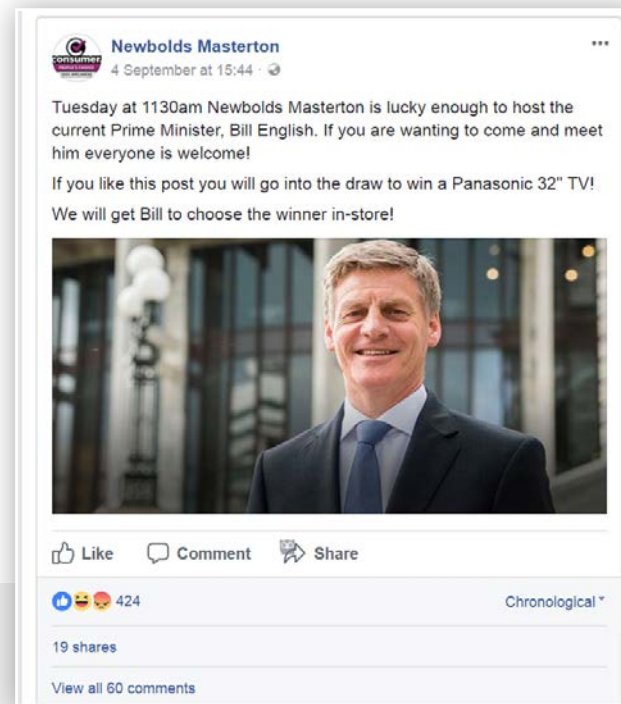 Newbolds Masterton
consumer.
4 September at 15:44 ·
Tuesday at 1130am Newbolds Masterton is lucky enough to host the
current Prime Minister, Bill English. If you are wanting to come and meet
him everyone is welcome!
If you like this post you will go into the draw to win a Panasonic 32" TV!
We will get Bill to choose the winner in-store!
Like Comment Share
424 Chronological
19 shares
View all 60 comments